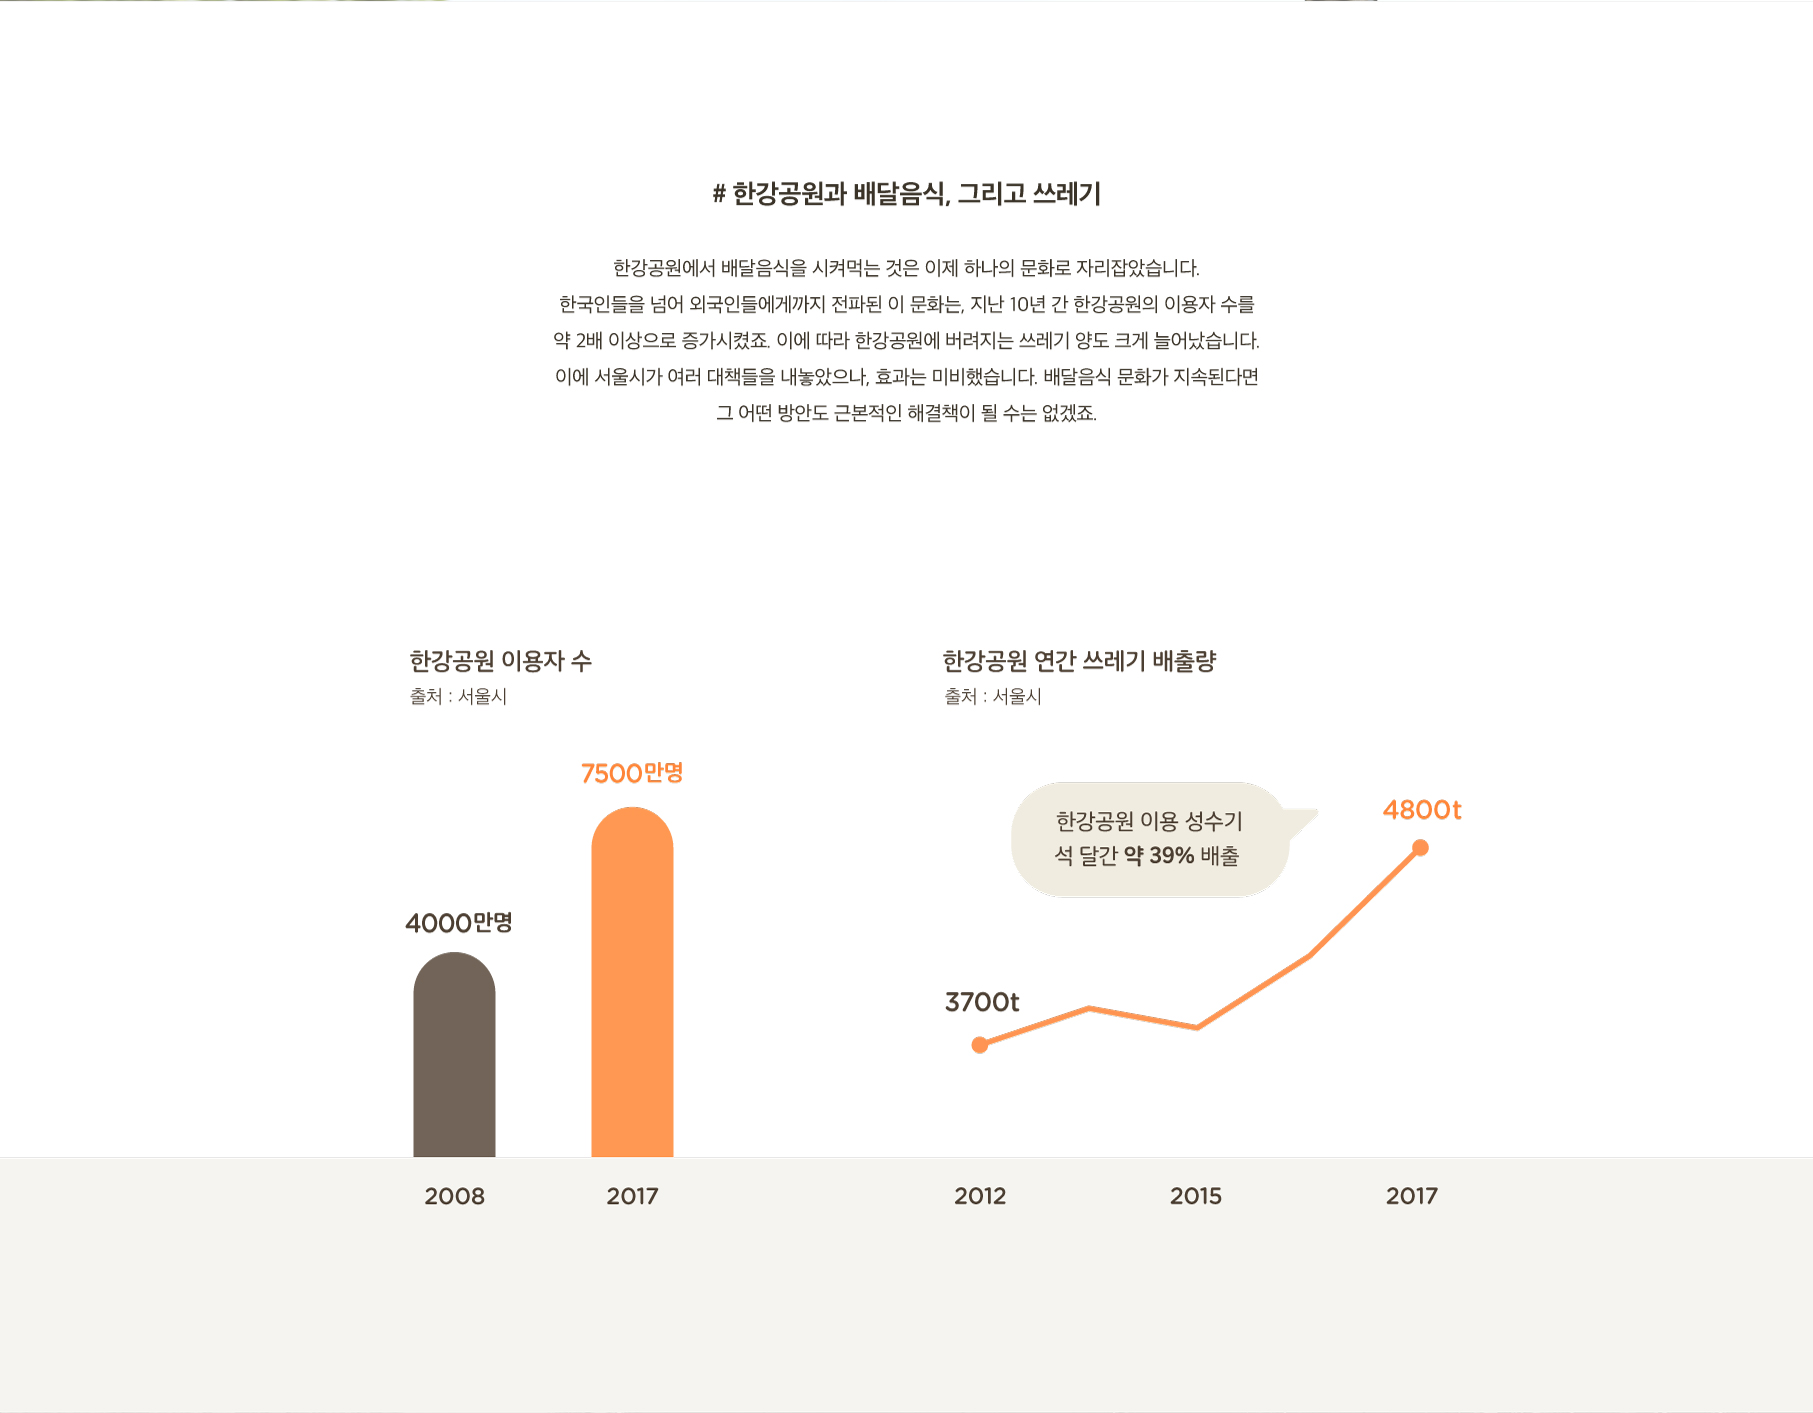 # 한강공원과 배달음식, 그리고 쓰레기
한강공원에서 배달음식을 시켜먹는 것은 이제 하나의 문화로 자리잡았습니다.
한국인들을 넘어 외국인들에게까지 전파된 이 문화는, 지난 10년 간 한강공원의 이용자 수를
약 2배 이상으로 증가시켰죠. 이에 따라 한강공원에 버려지는 쓰레기 양도 크게 늘어났습니다.
이에 서울시가 여러 대책들을 내놓았으나, 효과는 미비했습니다. 배달음식 문화가 지속된다면
그 어떤 방안도 근본적인 해결책이 될 수는 없겠죠.
한강공원 이용자 수
출처 : 서울시
7500만명
4000만명
2008
2017
한강공원 연간 쓰레기 배출량
출처 : 서울시
한강공원 이용 성수기
석 달간 약 39% 배출
4800t
3700t
2012
2015
2017